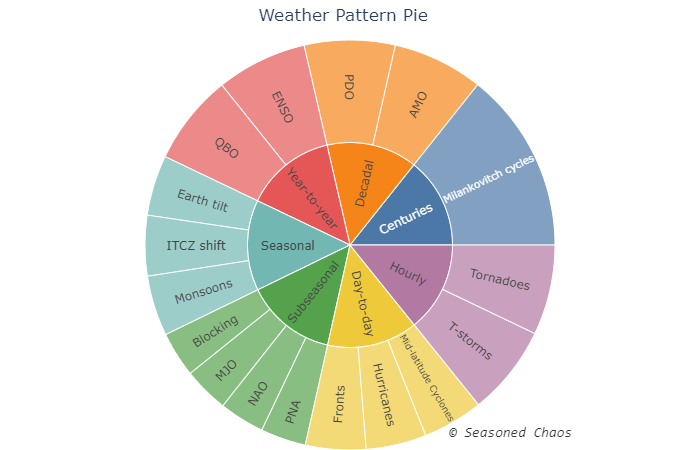 Weather Pattern Pie
PDO
AMO
ENSO
QBO
Milankovitch cycles
Decadal
Year-to-year
Centuries
Earth tilt
ITCZ shift
Seasonal
Monsoons
Subseasonal
Day-to-day
Hourly
Tornadoes
T-storms
Blocking
MJO
NAO
PNA
Fronts
Hurricanes
Mid-latitude Cyclones
© Seasoned Chaos